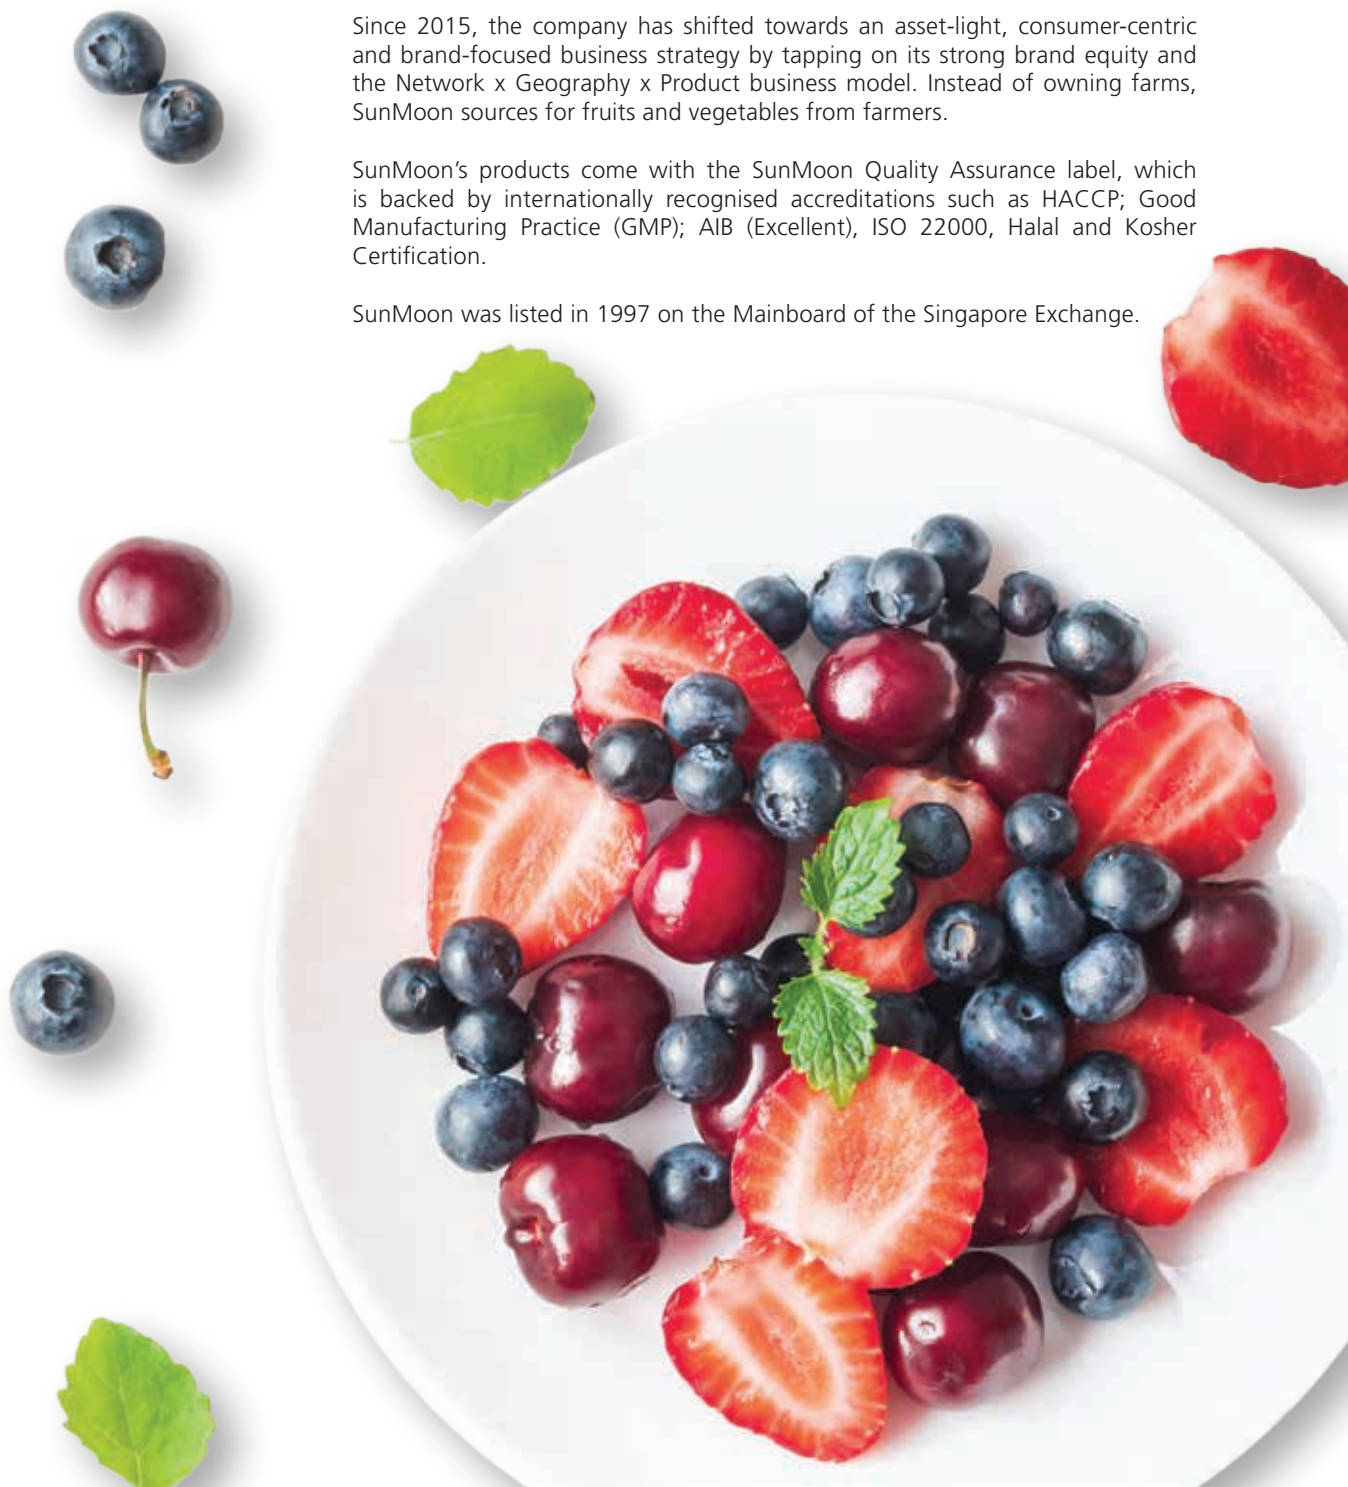 Since 2015, the company has shifted towards an asset-light, consumer-centric
and brand-focused business strategy by tapping on its strong brand equity and
the Network x Geography x Product business model. Instead of owning farms,
SunMoon sources for fruits and vegetables from farmers.
SunMoon’s products come with the SunMoon Quality Assurance label, which
is backed by internationally recognised accreditations such as HACCP; Good
Manufacturing Practice (GMP); AIB (Excellent), ISO 22000, Halal and Kosher
Certification.
SunMoon was listed in 1997 on the Mainboard of the Singapore Exchange.